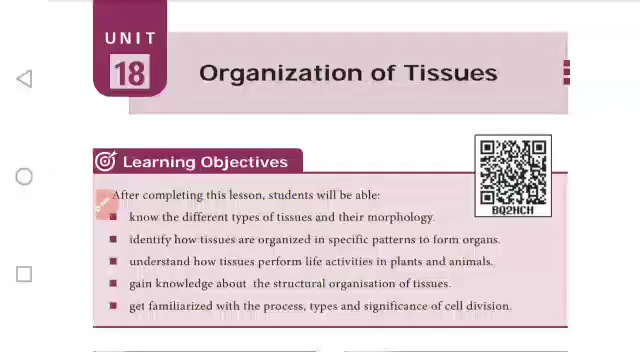 UNIT
18
Organization of Tissues
Learning Objectives
BQ2HCH
After completing this lesson, students will be able:
know the different types of tissues and their morphology.
identify how tissues are organized in specific patterns to form organs.
understand how tissues perform life activities in plants and animals.
gain knowledge about the structural organisation of tissues.
get familiarized with the process, types and significance of cell division.